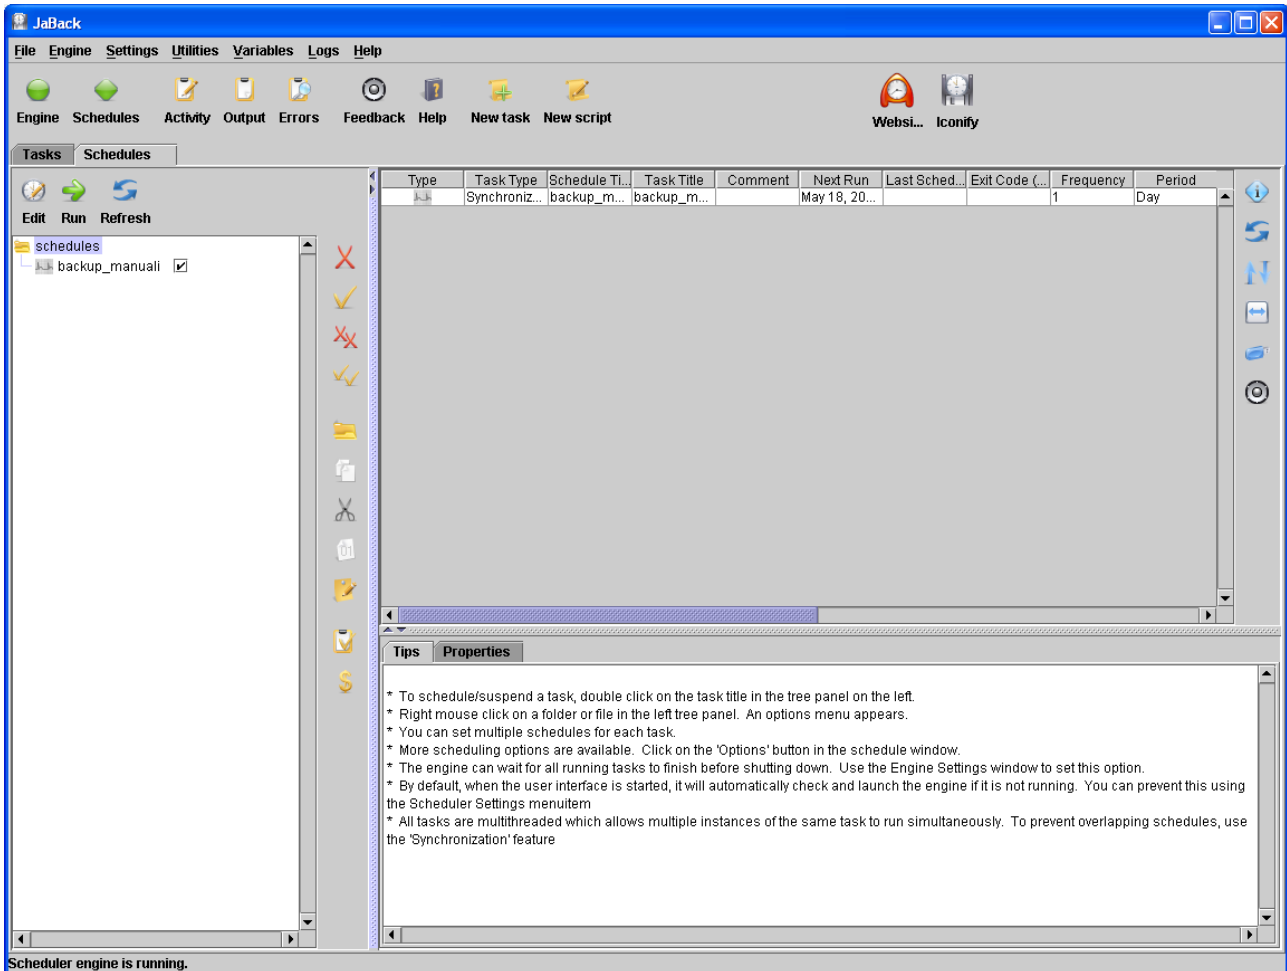 JaBack
File Engine Settings Utilities Variables Logs Help
Engine Schedules Activity Output Errors Feedback Help New task New script Websi... Iconify
Tasks Schedules
Edit Run Refresh
schedules
backup_manuali
Type Task Type Schedule Ti... Task Title Comment Next Run Last Sched... Exit Code (... Frequency Period
Synchroniz... backup_m... backup_m... May 18, 20... 1 Day
Tips Properties
* To schedule/suspend a task, double click on the task title in the tree panel on the left.
* Right mouse click on a folder or file in the left tree panel. An options menu appears.
* You can set multiple schedules for each task.
* More scheduling options are available. Click on the 'Options' button in the schedule window.
* The engine can wait for all running tasks to finish before shutting down. Use the Engine Settings window to set this option.
* By default, when the user interface is started, it will automatically check and launch the engine if it is not running. You can prevent this using
the Scheduler Settings menuitem
* All tasks are multithreaded which allows multiple instances of the same task to run simultaneously. To prevent overlapping schedules, use
the 'Synchronization' feature
Scheduler engine is running.